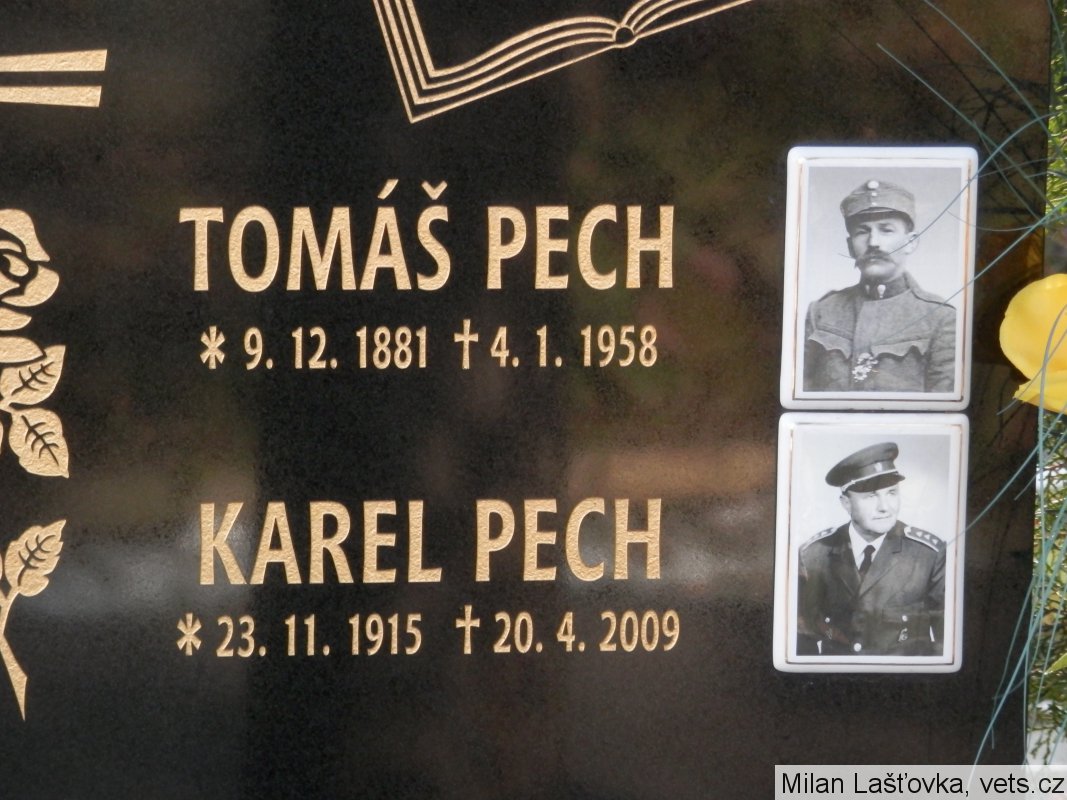 TOMÁŠ PECH
* 9. 12. 1881 † 4. 1. 1958
KAREL PECH
* 23. 11. 1915 † 20. 4. 2009
Milan Lašťovka, vets.cz